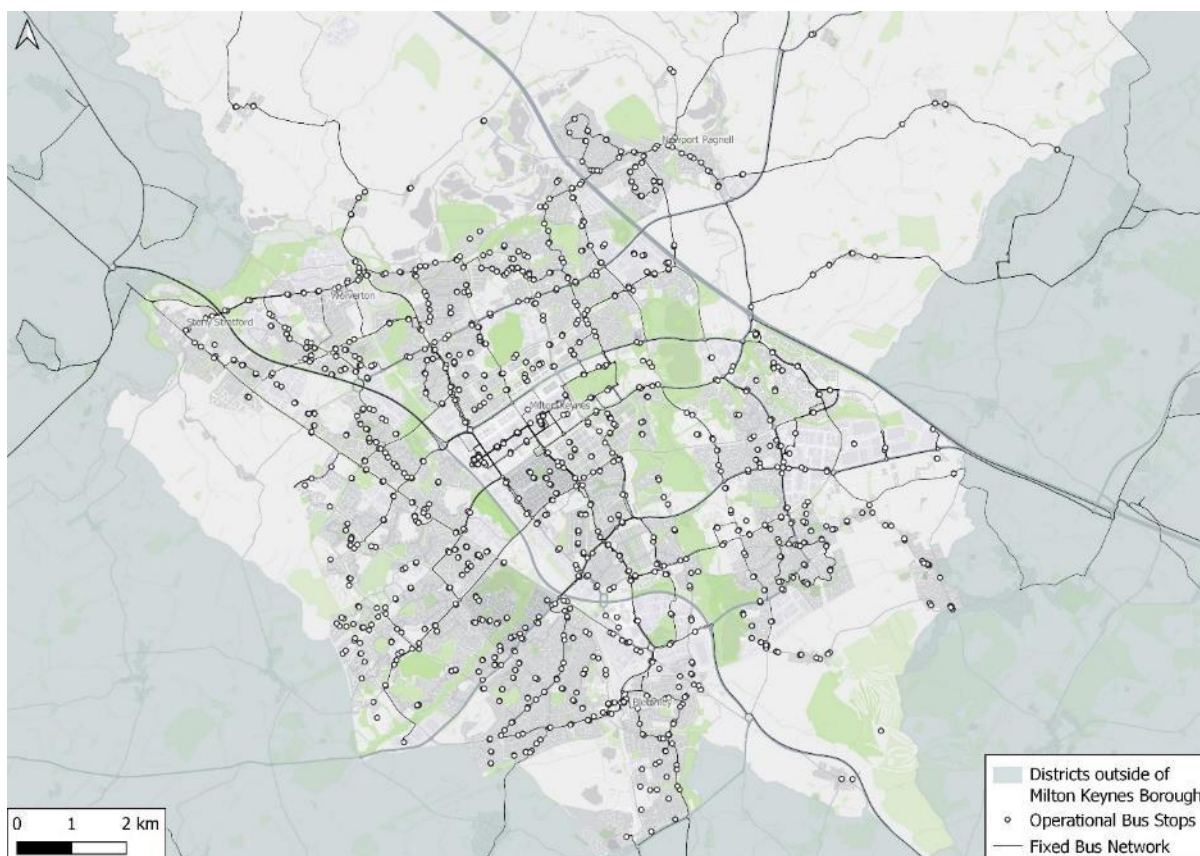 Newport Pagnell
Wolverton
Stony Stratford
Milton Keynes
Bletchley
Districts outside of
Milton Keynes Borough
Operational Bus Stops
Fixed Bus Network
0 1 2 km